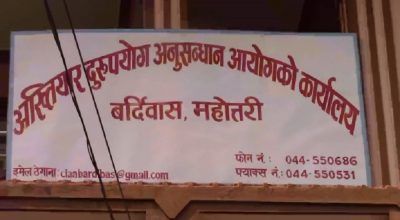 अख्तियार दुरुपयोग अनुसन्धान आयोगको कार्यालय
बर्दिवास, महोत्तरी
फोन नं : 044-550686
इमेल ठेगाना: ciaabardibas@gmail.com फ्याक्स नं : 044-550531